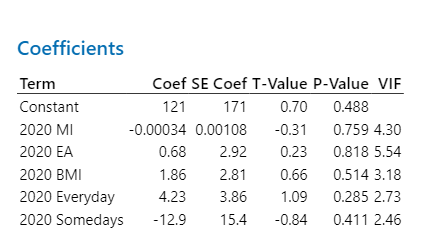 Coefficients
Term Coef SE Coef T-Value P-Value VIF
Constant 121 171 0.70 0.488
2020 MI -0.00034 0.00108 -0.31 0.759 4.30
2020 EA 0.68 2.92 0.23 0.818 5.54
2020 BMI 1.86 2.81 0.66 0.514 3.18
2020 Everyday 4.23 3.86 1.09 0.285 2.73
2020 Somedays -12.9 15.4 -0.84 0.411 2.46